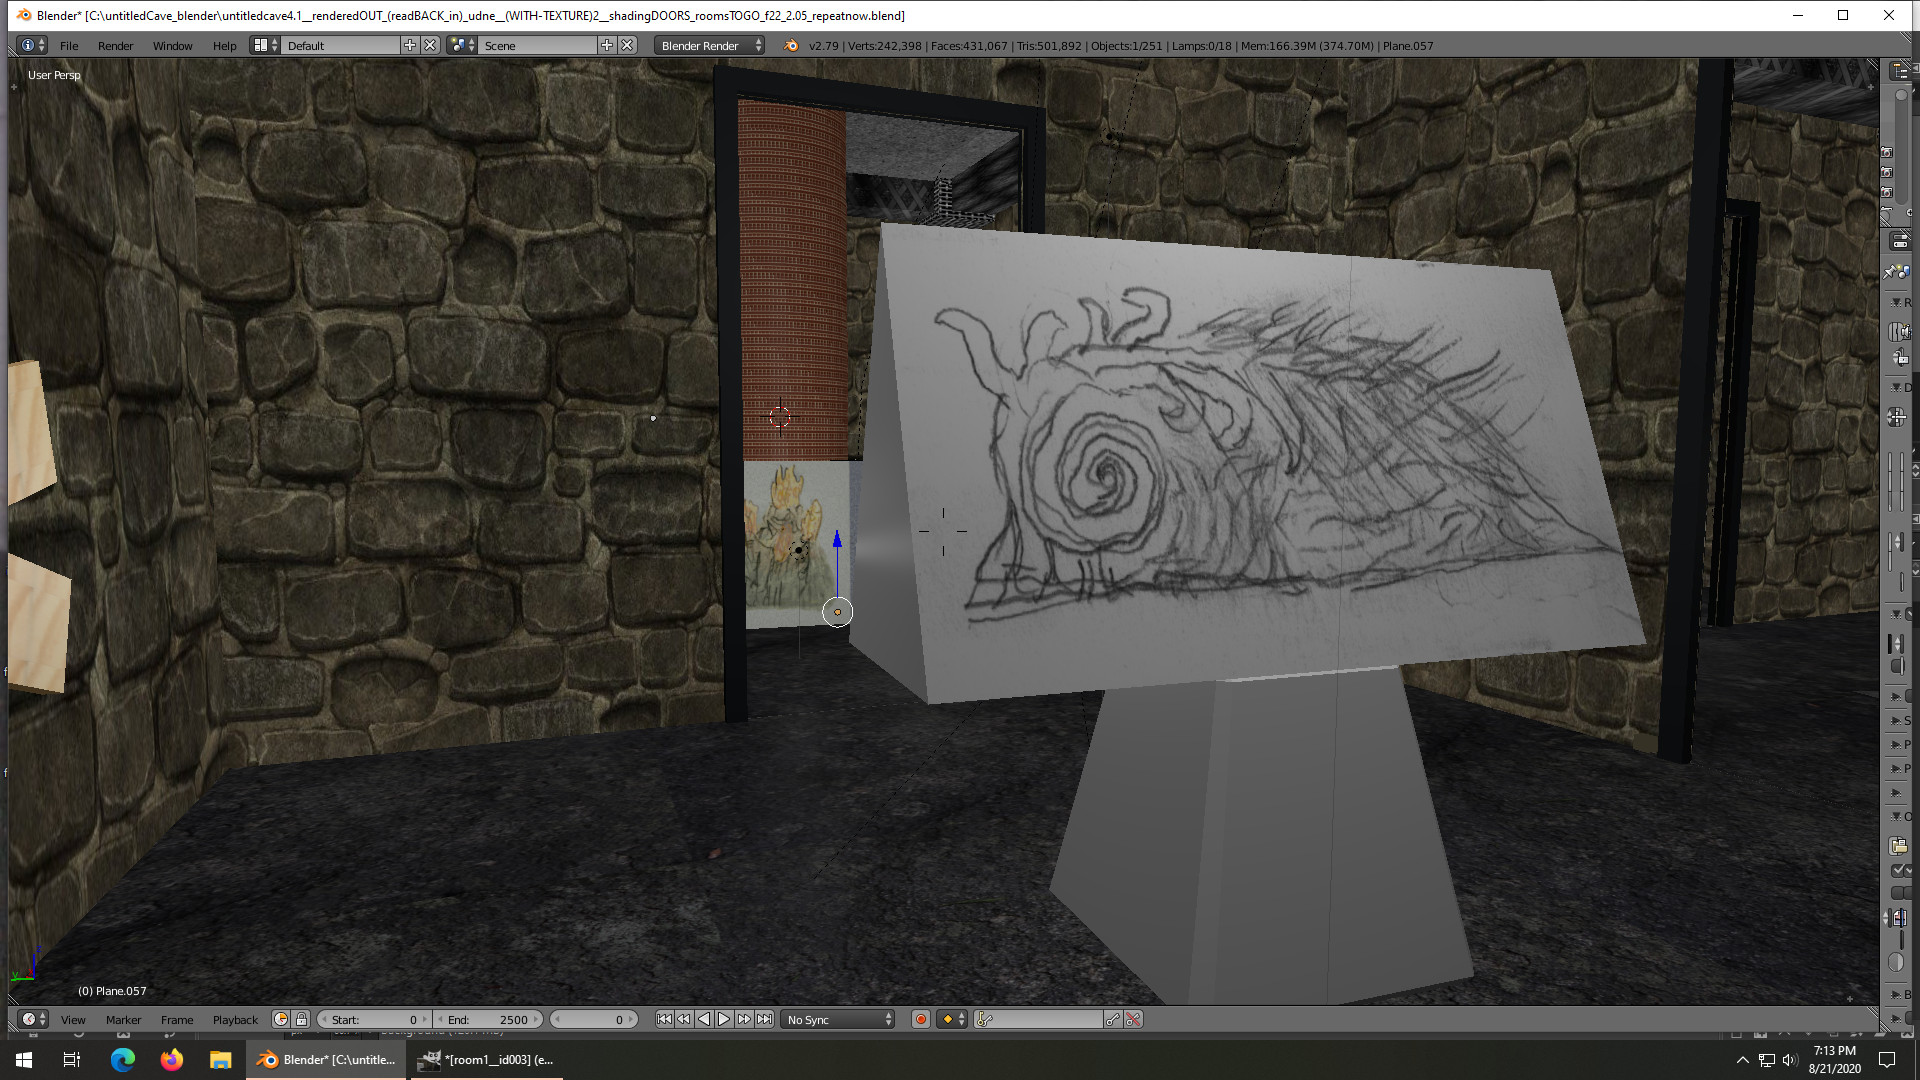 Blender* [C:\untitledCave_blender\untitledcave4.1__renderedOUT_(readBACK_in)_udne__(WITH-TEXTURE)2__shadingDOORS_roomsTOGO_f22_2.05_repeatnow.blend]
File Render Window Help Default Scene Blender Render v2.79 | Verts:242,398 | Faces:431,067 | Tris:501,892 | Objects:1/251 | Lamps:0/18 | Mem:166.39M (374.70M) | Plane.057
User Persp
(0) Plane.057
View Marker Frame Playback Start: 0 End: 2500 0 No Sync
Blender* [C:\untitle... *[room1__id003] (e...
7:13 PM
8/21/2020